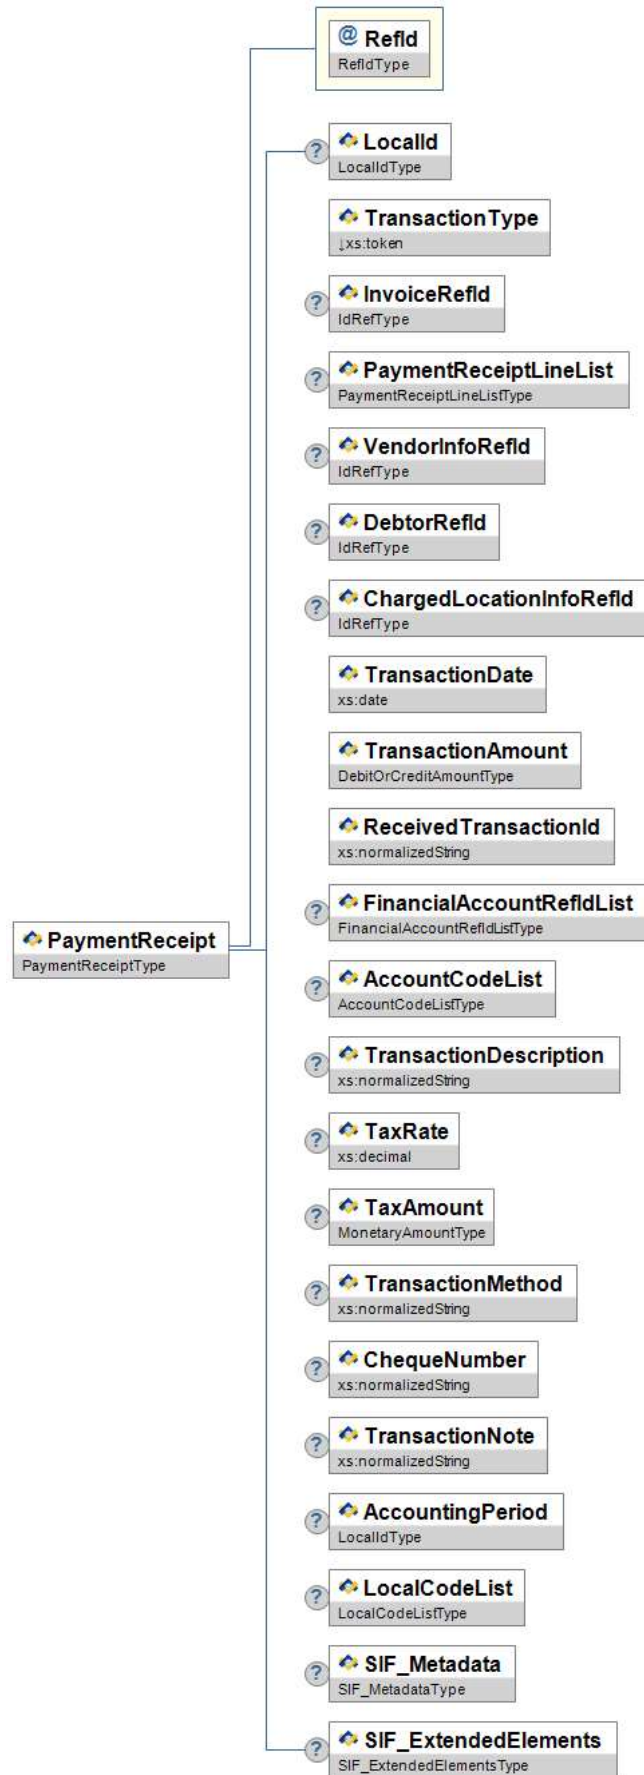 @ RefId
RefIdType
? LocalId
LocalIdType
TransactionType
↓xs:token
? InvoiceRefId
IdRefType
? PaymentReceiptLineList
PaymentReceiptLineListType
? VendorInfoRefId
IdRefType
? DebtorRefId
IdRefType
? ChargedLocationInfoRefId
IdRefType
TransactionDate
xs:date
TransactionAmount
DebitOrCreditAmountType
ReceivedTransactionId
xs:normalizedString
? FinancialAccountRefIdList
FinancialAccountRefIdListType
PaymentReceipt
PaymentReceiptType
? AccountCodeList
AccountCodeListType
? TransactionDescription
xs:normalizedString
? TaxRate
xs:decimal
? TaxAmount
MonetaryAmountType
? TransactionMethod
xs:normalizedString
? ChequeNumber
xs:normalizedString
? TransactionNote
xs:normalizedString
? AccountingPeriod
LocalIdType
? LocalCodeList
LocalCodeListType
? SIF_Metadata
SIF_MetadataType
? SIF_ExtendedElements
SIF_ExtendedElementsType